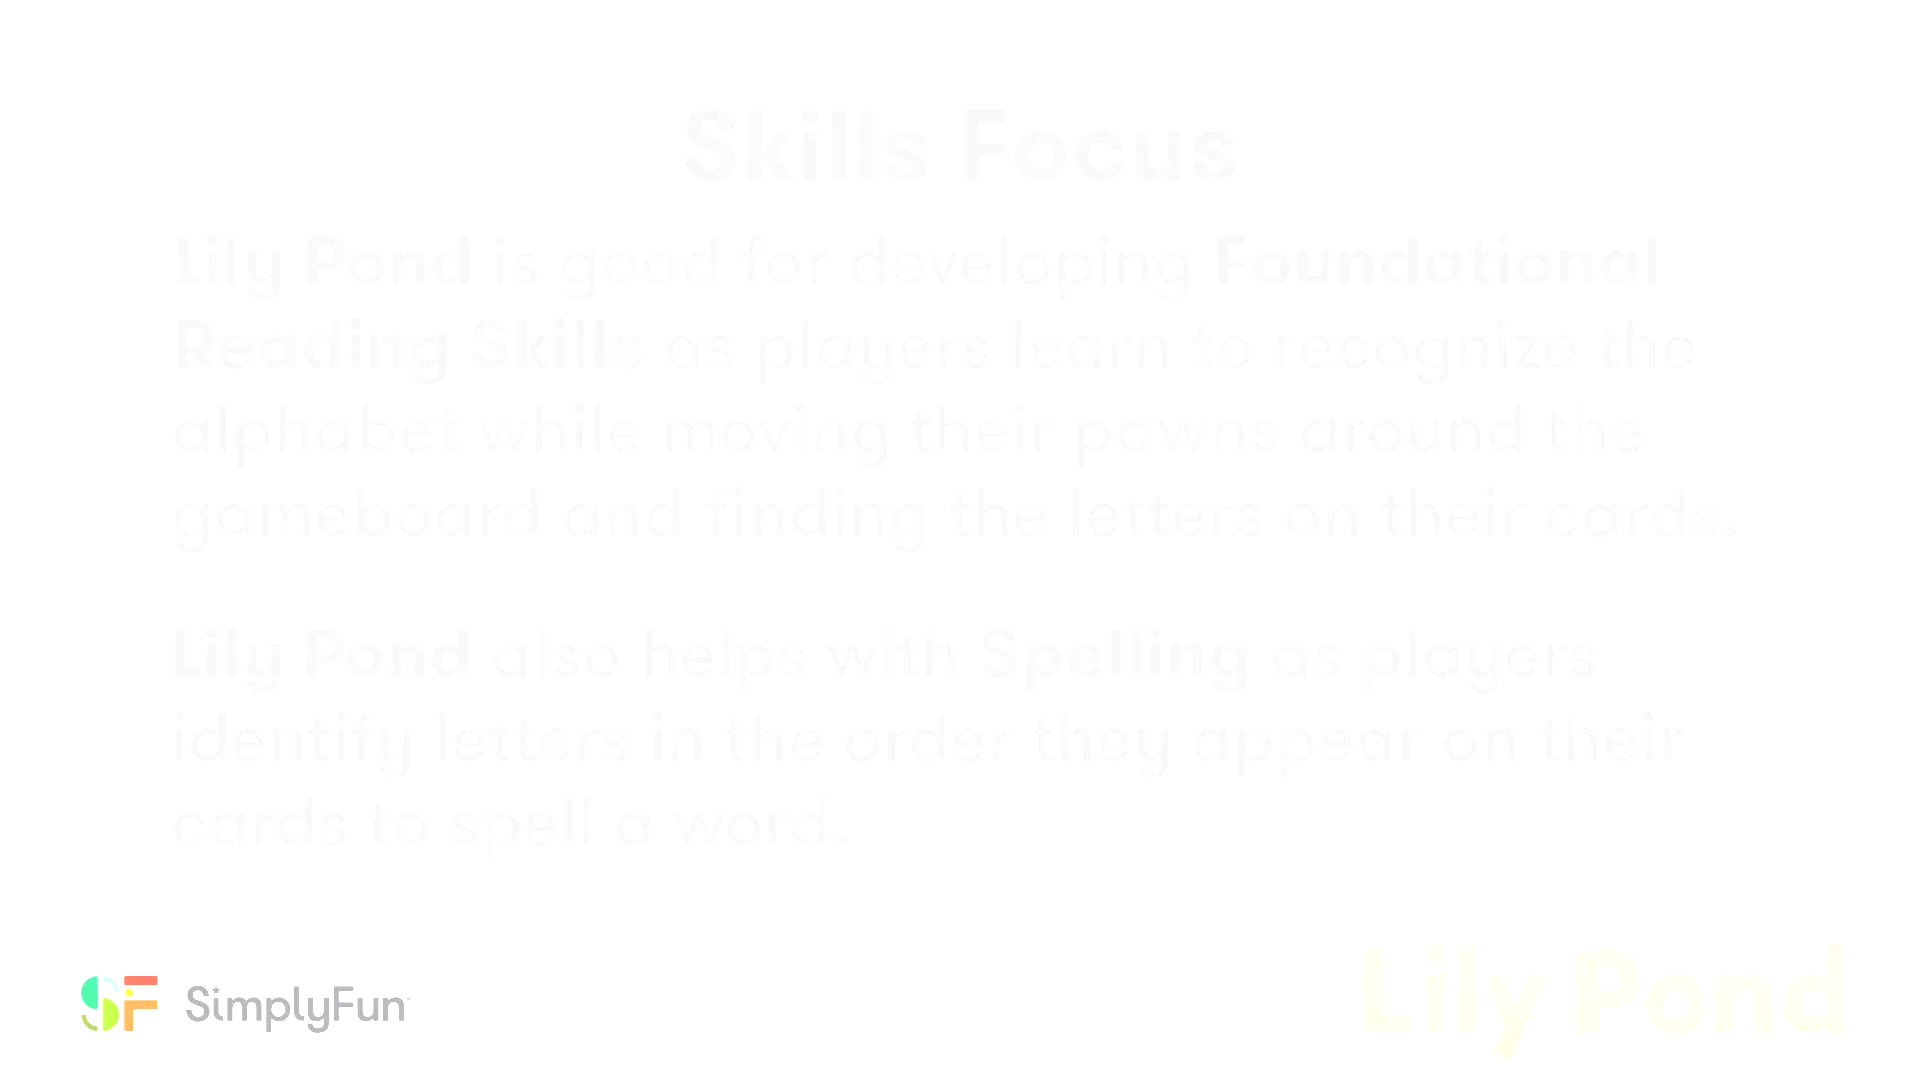 Skills Focus
Lily Pond is good for developing Foundational
Reading Skills as players learn to recognize the
alphabet while moving their pawns around the
gameboard and finding the letters on their cards.
Lily Pond also helps with Spelling as players
identify letters in the order they appear on their
cards to spell a word.
SF SimplyFun
Lily Pond